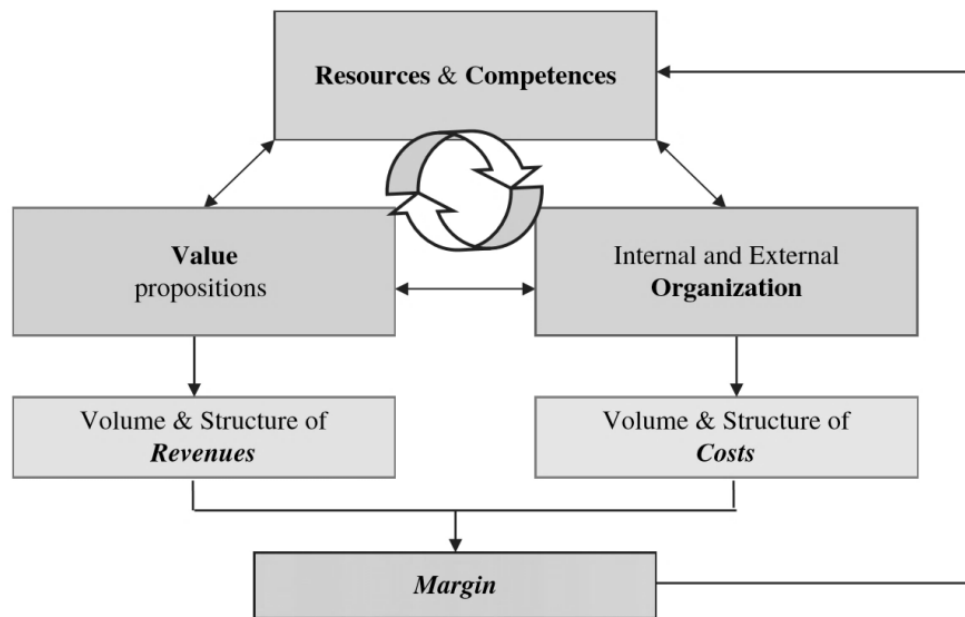 Resources & Competences
Value
propositions
Internal and External
Organization
Volume & Structure of
Revenues
Volume & Structure of
Costs
Margin